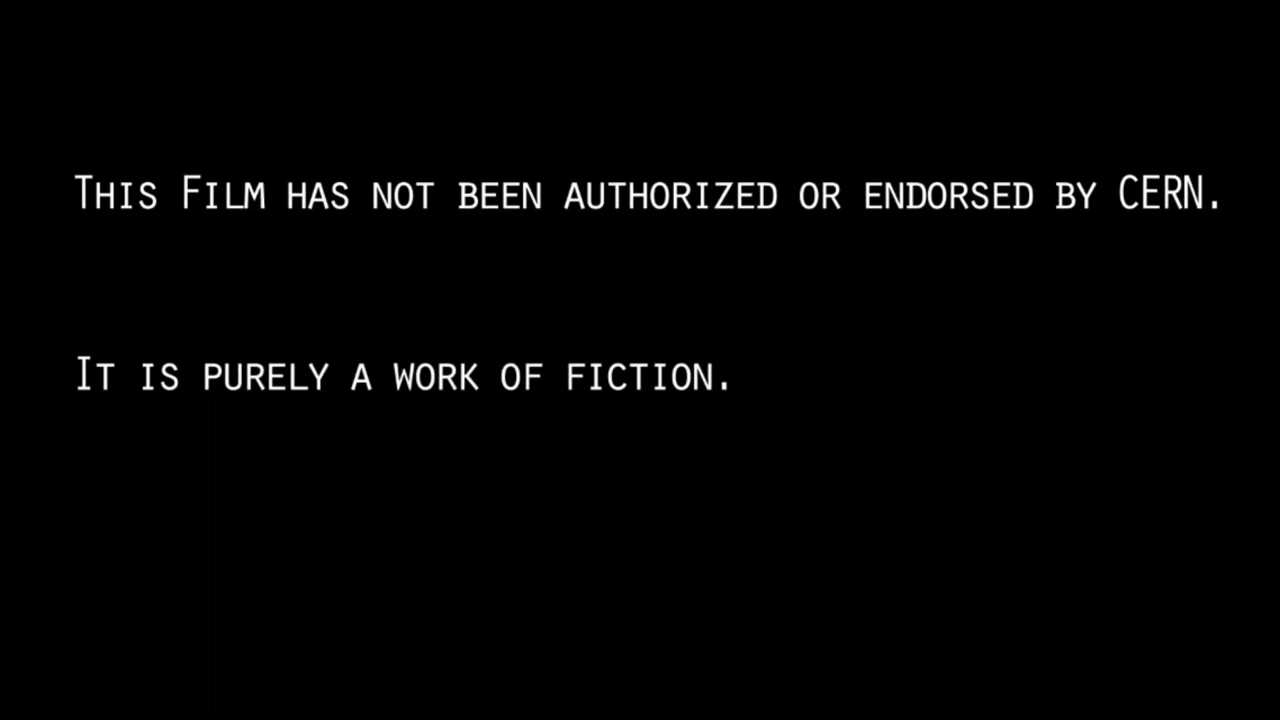 This Film has not been authorized or endorsed by CERN.
It is purely a work of fiction.